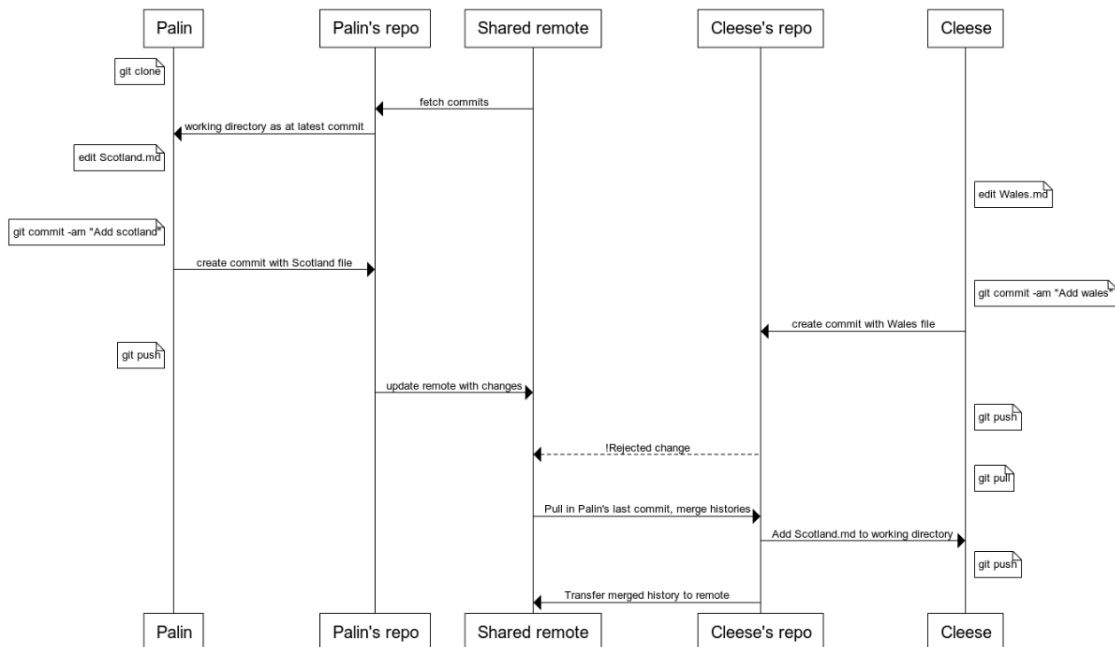 Palin
Palin's repo
Shared remote
Cleese's repo
Cleese
git clone
fetch commits
working directory as at latest commit
edit Scotland.md
edit Wales.md
git commit -am "Add scotland"
create commit with Scotland file
git commit -am "Add wales"
create commit with Wales file
git push
update remote with changes
git push
!Rejected change
git pull
Pull in Palin's last commit, merge histories
Add Scotland.md to working directory
git push
Transfer merged history to remote
Palin
Palin's repo
Shared remote
Cleese's repo
Cleese